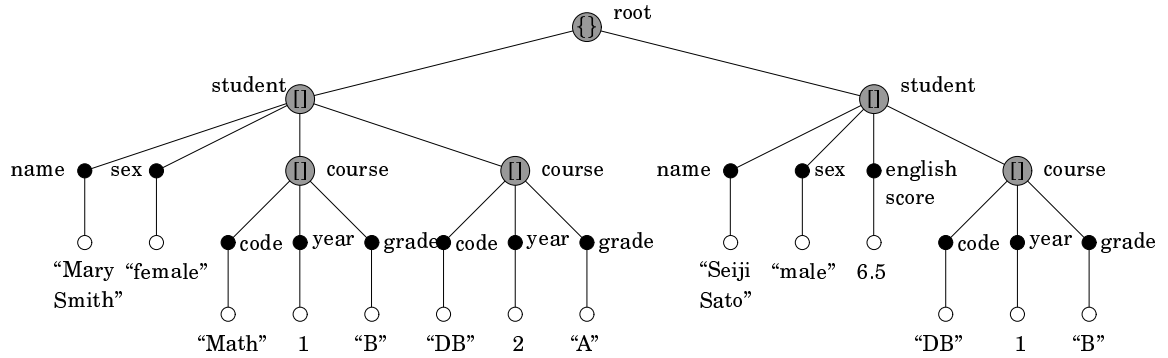 {} root
student [] [] student
name sex [] course [] course name sex english score [] course
code year grade code year grade code year grade
“Mary Smith” “female” “Seiji Sato” “male” 6.5
“Math” 1 “B” “DB” 2 “A” “DB” 1 “B”